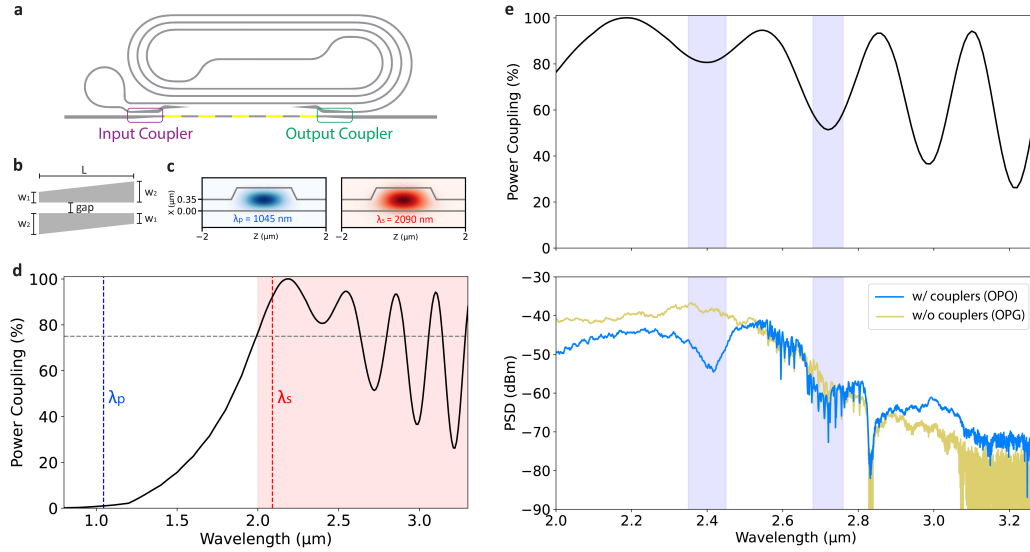 a
Input Coupler
Output Coupler
b
L
w1
w2
gap
w2
w1
c
X (μm)
0.35
0.00
λp = 1045 nm
−2
2
Z (μm)
λs = 2090 nm
−2
2
Z (μm)
d
Power Coupling (%)
100
80
60
40
20
0
λp
λs
1.0
1.5
2.0
2.5
3.0
Wavelength (μm)
e
Power Coupling (%)
100
80
60
40
20
0
PSD (dBm)
−30
−40
−50
−60
−70
−80
−90
w/ couplers (OPO)
w/o couplers (OPG)
2.0
2.2
2.4
2.6
2.8
3.0
3.2
Wavelength (μm)